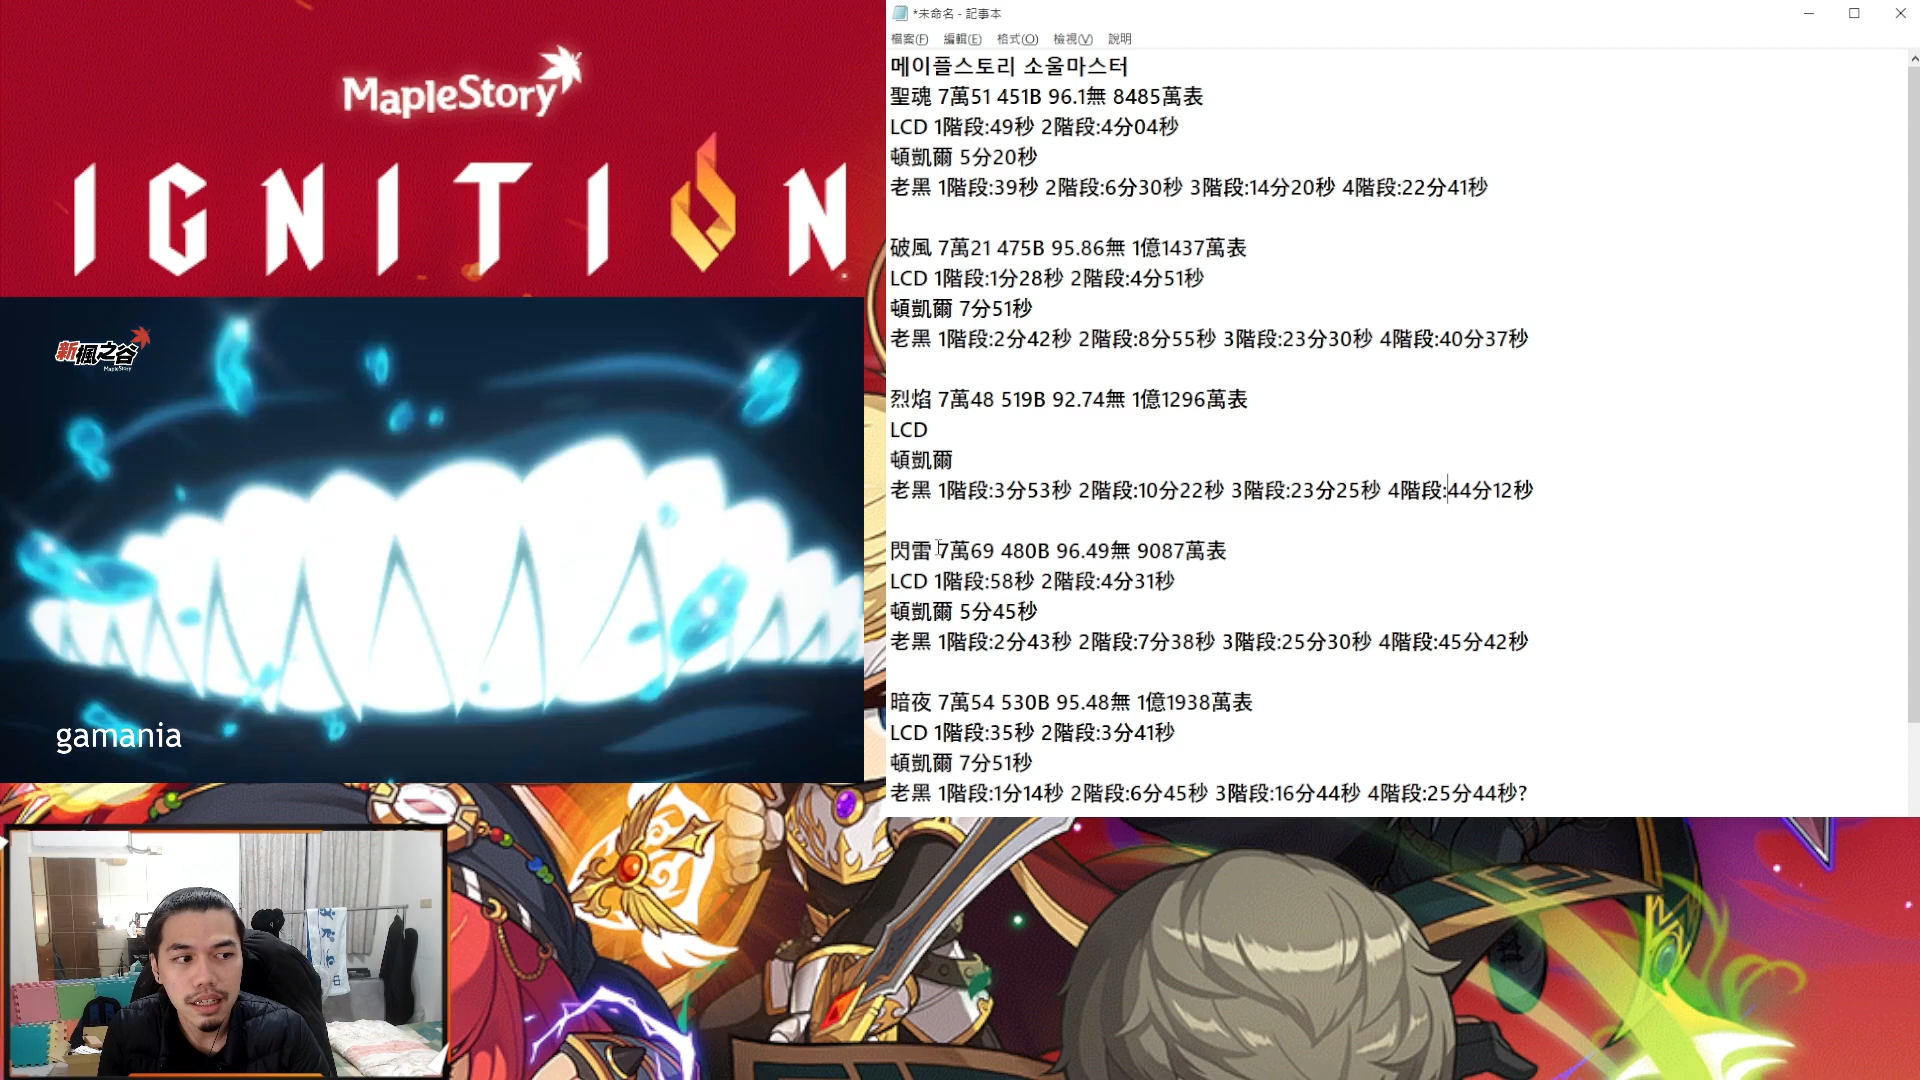 MapleStory
IGNITION
新楓之谷
MapleStory
gamania
*未命名 - 記事本
檔案(F) 編輯(E) 格式(O) 檢視(V) 說明
메이플스토리 소울마스터
聖魂 7萬51 451B 96.1無 8485萬表
LCD 1階段:49秒 2階段:4分04秒
頓凱爾 5分20秒
老黑 1階段:39秒 2階段:6分30秒 3階段:14分20秒 4階段:22分41秒
破風 7萬21 475B 95.86無 1億1437萬表
LCD 1階段:1分28秒 2階段:4分51秒
頓凱爾 7分51秒
老黑 1階段:2分42秒 2階段:8分55秒 3階段:23分30秒 4階段:40分37秒
烈焰 7萬48 519B 92.74無 1億1296萬表
LCD
頓凱爾
老黑 1階段:3分53秒 2階段:10分22秒 3階段:23分25秒 4階段:44分12秒
閃雷 7萬69 480B 96.49無 9087萬表
LCD 1階段:58秒 2階段:4分31秒
頓凱爾 5分45秒
老黑 1階段:2分43秒 2階段:7分38秒 3階段:25分30秒 4階段:45分42秒
暗夜 7萬54 530B 95.48無 1億1938萬表
LCD 1階段:35秒 2階段:3分41秒
頓凱爾 7分51秒
老黑 1階段:1分14秒 2階段:6分45秒 3階段:16分44秒 4階段:25分44秒?